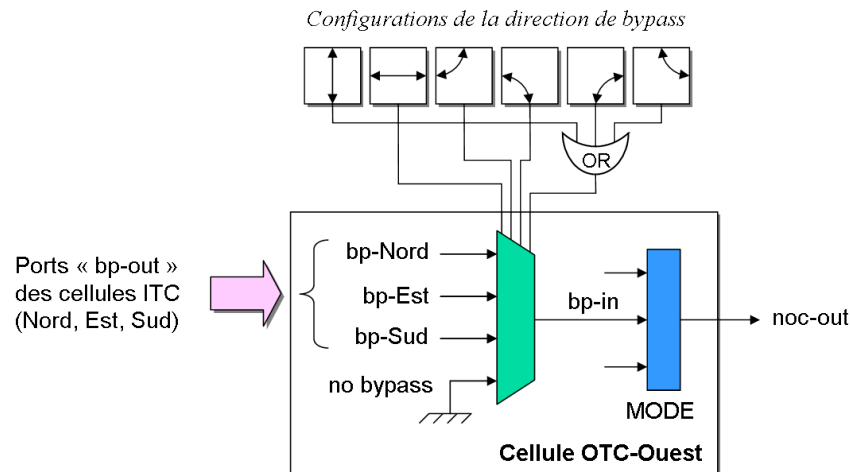 Configurations de la direction de bypass
OR
Ports « bp-out »
des cellules ITC
(Nord, Est, Sud)
bp-Nord
bp-Est
bp-Sud
no bypass
bp-in
noc-out
MODE
Cellule OTC-Ouest